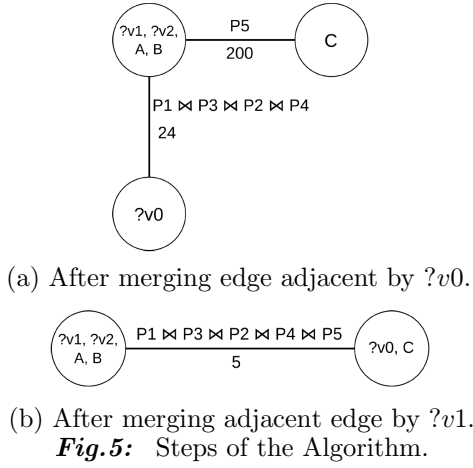 ?v1, ?v2,
A, B
P5
200
C
P1 ⋈ P3 ⋈ P2 ⋈ P4
24
?v0
(a) After merging edge adjacent by ?v0.
?v1, ?v2,
A, B
P1 ⋈ P3 ⋈ P2 ⋈ P4 ⋈ P5
5
?v0, C
(b) After merging adjacent edge by ?v1.
Fig.5: Steps of the Algorithm.